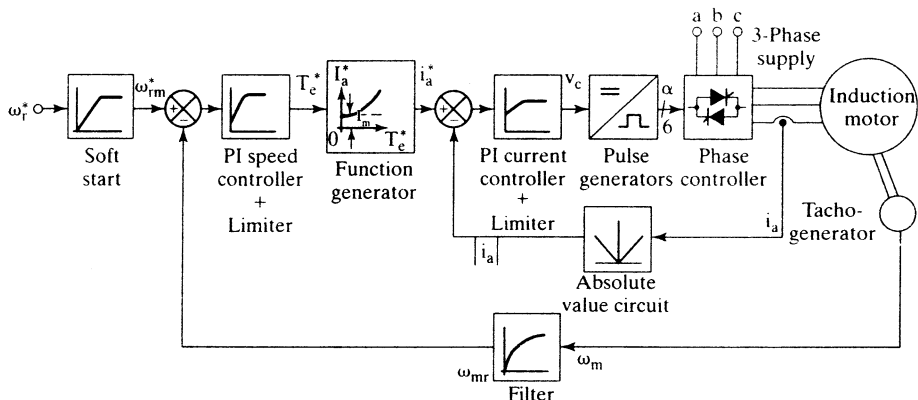 a b c
3-Phase
supply
ω*rm
T*e
I*a
i*a
vc
α
6
ω*r
+
−
Im
0
T*e
+
−
=
Induction
motor
Soft
start
PI speed
controller
+
Limiter
Function
generator
PI current
controller
+
Limiter
Pulse
generators
Phase
controller
Tacho-
generator
ia
|ia|
Absolute
value circuit
ωmr
ωm
Filter